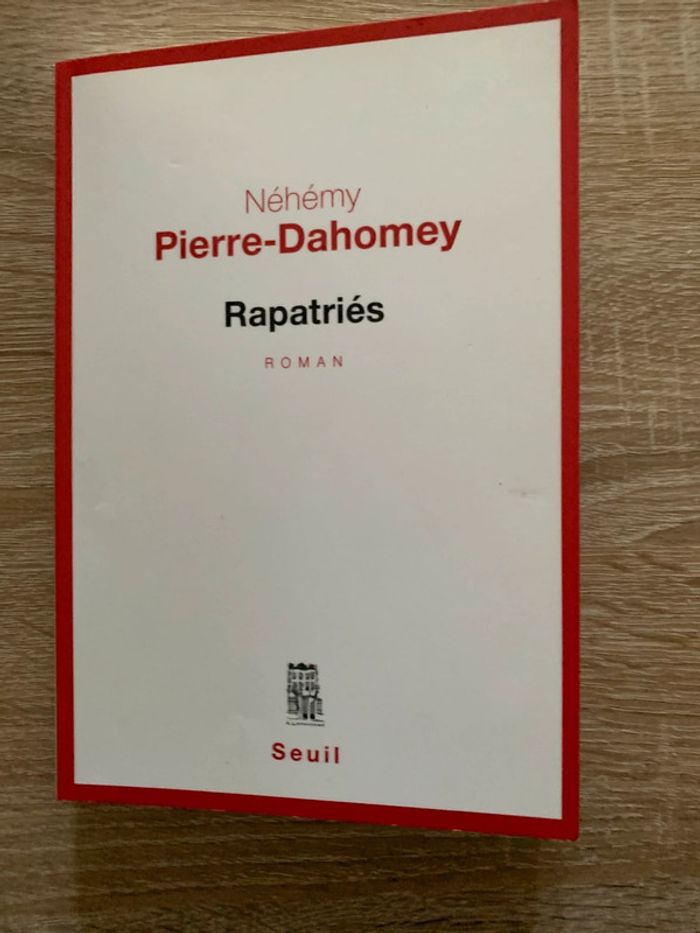 Néhémy
Pierre-Dahomey
Rapatriés
ROMAN
Seuil